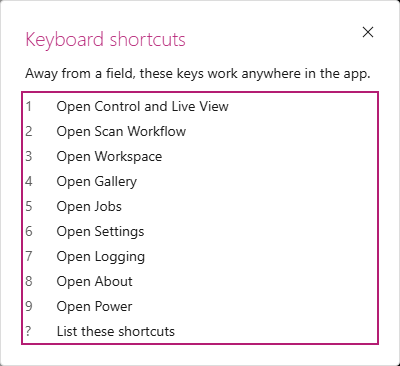 Keyboard shortcuts
Away from a field, these keys work anywhere in the app.
1 Open Control and Live View
2 Open Scan Workflow
3 Open Workspace
4 Open Gallery
5 Open Jobs
6 Open Settings
7 Open Logging
8 Open About
9 Open Power
? List these shortcuts